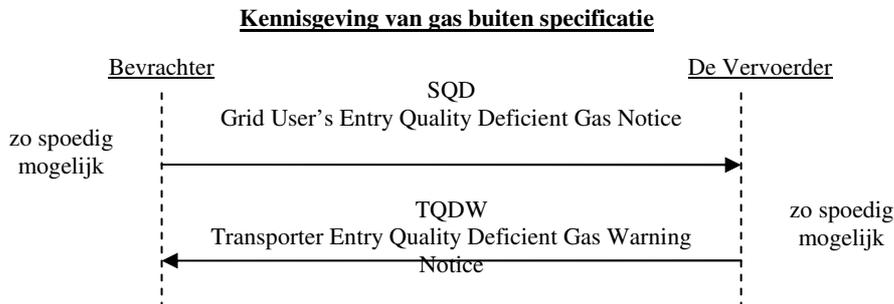 Kennisgeving van gas buiten specificatie
Bevrachter
De Vervoerder
SQD
Grid User's Entry Quality Deficient Gas Notice
zo spoedig
mogelijk
TQDW
Transporter Entry Quality Deficient Gas Warning
Notice
zo spoedig
mogelijk